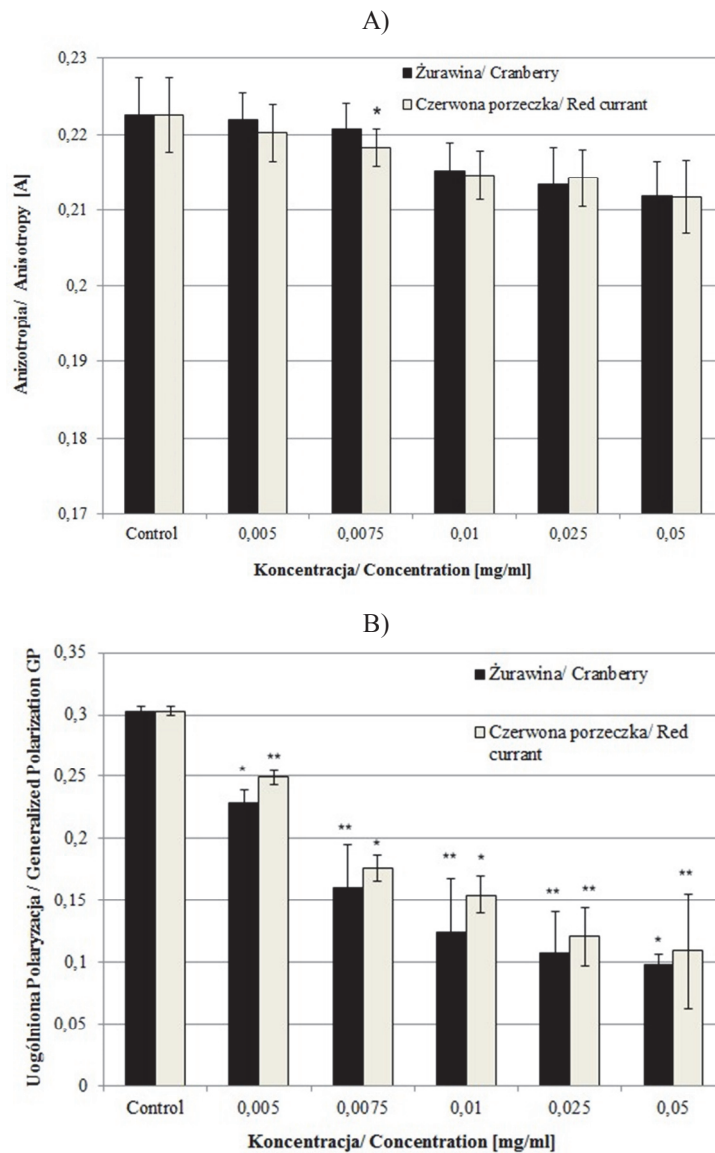 A)
0,23
0,22
0,21
0,2
0,19
0,18
0,17
Anizotropia/ Anisotropy [A]
Żurawina/ Cranberry
Czerwona porzeczka/ Red currant
*
Control 0,005 0,0075 0,01 0,025 0,05
Koncentracja/ Concentration [mg/ml]
B)
0,35
0,3
0,25
0,2
0,15
0,1
0,05
0
Uogólniona Polaryzacja / Generalized Polarization GP
Żurawina/ Cranberry
Czerwona porzeczka/ Red
currant
* **
** *
** *
** **
* **
Control 0,005 0,0075 0,01 0,025 0,05
Koncentracja/ Concentration [mg/ml]